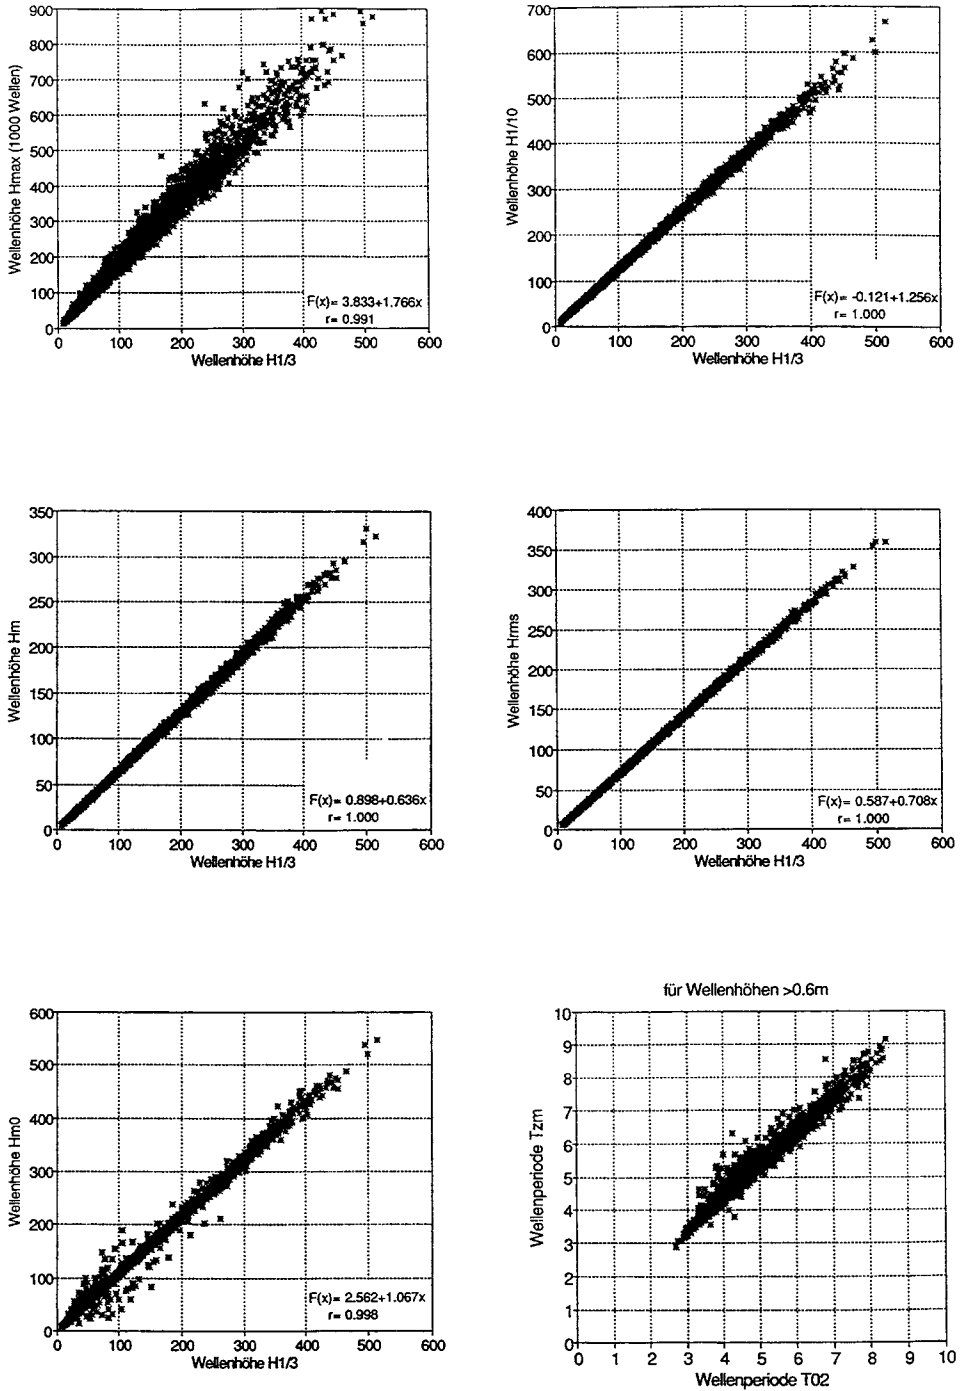 900
800
700
600
500
400
300
200
100
0
Wellenhöhe Hmax (1000 Wellen)
F(x)= 3.833+1.766x
r= 0.991
0 100 200 300 400 500 600
Wellenhöhe H1/3
700
600
500
400
300
200
100
0
Wellenhöhe H1/10
F(x)= -0.121+1.256x
r= 1.000
0 100 200 300 400 500 600
Wellenhöhe H1/3
350
300
250
200
150
100
50
0
Wellenhöhe Hm
F(x)= 0.898+0.636x
r= 1.000
0 100 200 300 400 500 600
Wellenhöhe H1/3
400
350
300
250
200
150
100
50
0
Wellenhöhe Hrms
F(x)= 0.587+0.708x
r= 1.000
0 100 200 300 400 500 600
Wellenhöhe H1/3
600
500
400
300
200
100
0
Wellenhöhe Hm0
F(x)= 2.562+1.067x
r= 0.998
0 100 200 300 400 500 600
Wellenhöhe H1/3
für Wellenhöhen >0.6m
10
9
8
7
6
5
4
3
2
1
0
Wellenperiode Tzm
0 1 2 3 4 5 6 7 8 9 10
Wellenperiode T02